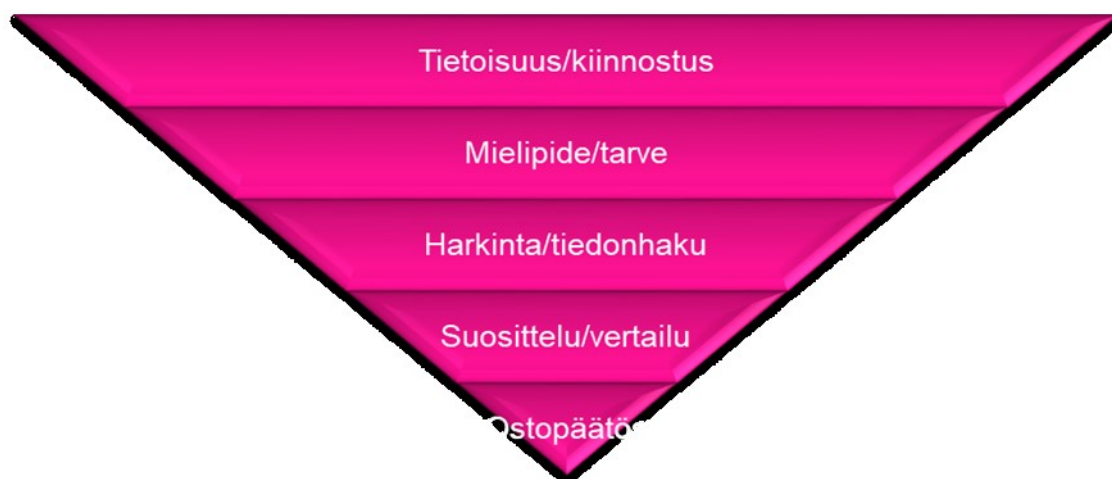 Tietoisuus/kiinnostus
Mielipide/tarve
Harkinta/tiedonhaku
Suosittelu/vertailu
Ostopäätös